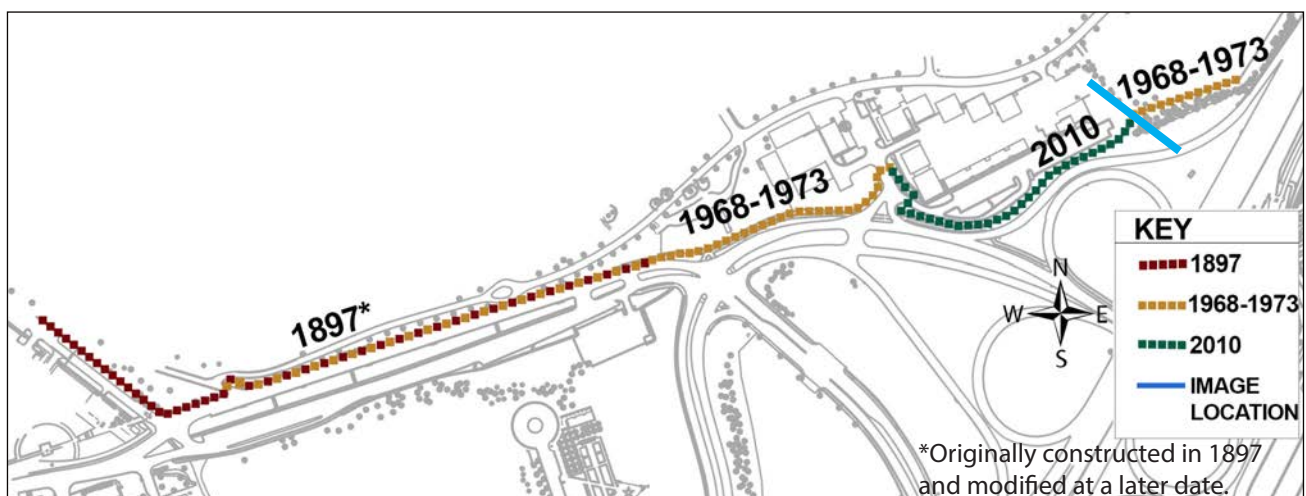 1968-1973
2010
1968-1973
1897*
KEY
1897
1968-1973
2010
IMAGE
LOCATION
N
W E
S
*Originally constructed in 1897
and modified at a later date.